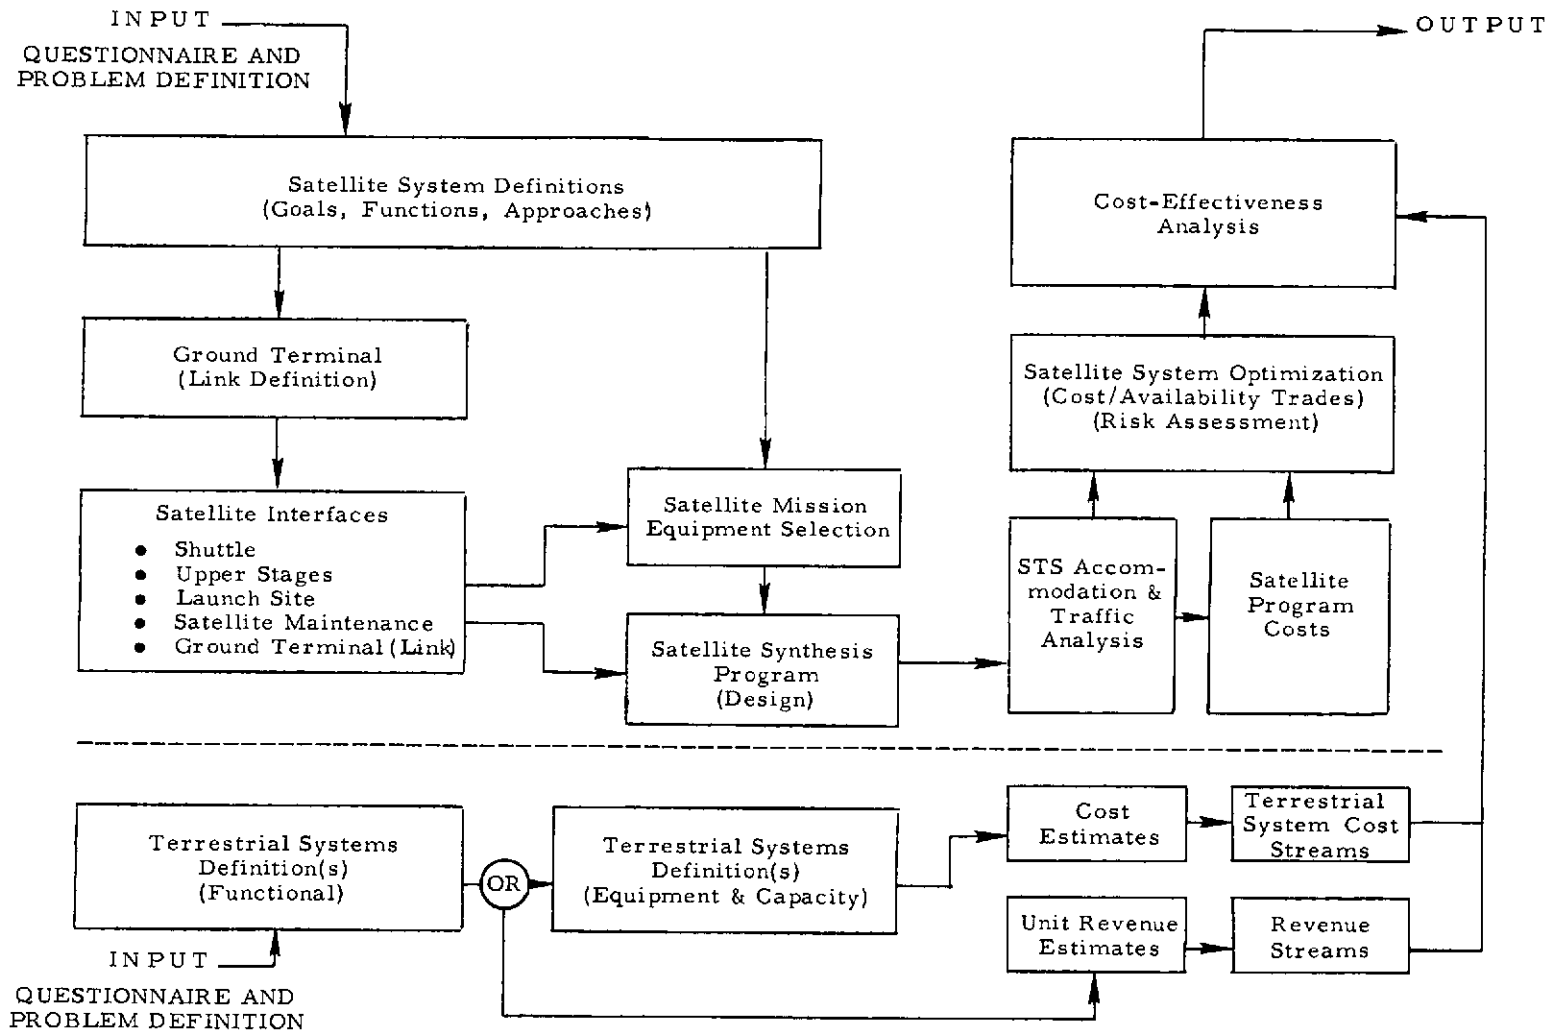 INPUT
QUESTIONNAIRE AND
PROBLEM DEFINITION
OUTPUT
Satellite System Definitions
(Goals, Functions, Approaches)
Cost-Effectiveness
Analysis
Ground Terminal
(Link Definition)
Satellite System Optimization
(Cost/Availability Trades)
(Risk Assessment)
Satellite Interfaces
● Shuttle
● Upper Stages
● Launch Site
● Satellite Maintenance
● Ground Terminal (Link)
Satellite Mission
Equipment Selection
Satellite Synthesis
Program
(Design)
STS Accom-
modation &
Traffic
Analysis
Satellite
Program
Costs
Terrestrial Systems
Definition(s)
(Functional)
OR
Terrestrial Systems
Definition(s)
(Equipment & Capacity)
Cost
Estimates
Terrestrial
System Cost
Streams
Unit Revenue
Estimates
Revenue
Streams
INPUT
QUESTIONNAIRE AND
PROBLEM DEFINITION